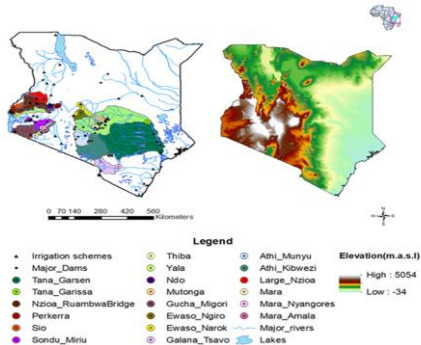 0 70 140 280 420 560
Kilometers
N
Legend
Irrigation schemes
Major_Dams
Tana_Garsen
Tana_Garissa
Nzioa_RuambwaBridge
Perkerra
Sio
Sondu_Miriu
Thiba
Yala
Ndo
Mutonga
Gucha_Migori
Ewaso_Ngiro
Ewaso_Narok
Galana_Tsavo
Athi_Munyu
Athi_Kibwezi
Large_Nzioa
Mara
Mara_Nyangores
Mara_Amala
Major_rivers
Lakes
Elevation(m.a.s.l)
High : 5054
Low : -34